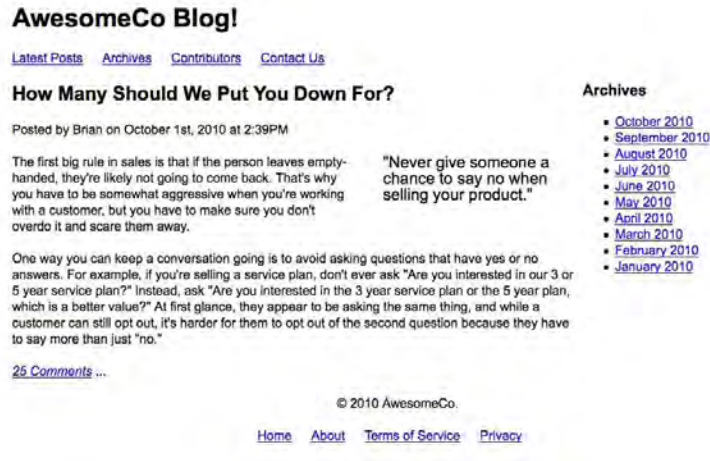 AwesomeCo Blog!
Latest Posts Archives Contributors Contact Us
How Many Should We Put You Down For?
Posted by Brian on October 1st, 2010 at 2:39PM
The first big rule in sales is that if the person leaves empty-
handed, they're likely not going to come back. That's why
you have to be somewhat aggressive when you're working
with a customer, but you have to make sure you don't
overdo it and scare them away.
"Never give someone a
chance to say no when
selling your product."
One way you can keep a conversation going is to avoid asking questions that have yes or no
answers. For example, if you're selling a service plan, don't ever ask "Are you interested in our 3 or
5 year service plan?" Instead, ask "Are you interested in the 3 year service plan or the 5 year plan,
which is a better value?" At first glance, they appear to be asking the same thing, and while a
customer can still opt out, it's harder for them to opt out of the second question because they have
to say more than just "no."
25 Comments ...
Archives
October 2010
September 2010
August 2010
July 2010
June 2010
May 2010
April 2010
March 2010
February 2010
January 2010
© 2010 AwesomeCo.
Home About Terms of Service Privacy